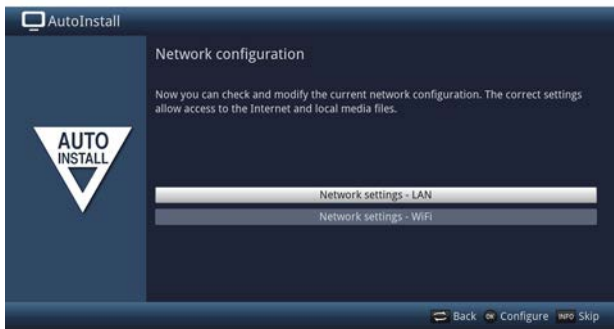 AutoInstall
Network configuration
Now you can check and modify the current network configuration. The correct settings
allow access to the Internet and local media files.
AUTO
INSTALL
Network settings - LAN
Network settings - WiFi
OK
INFO
Back Configure Skip